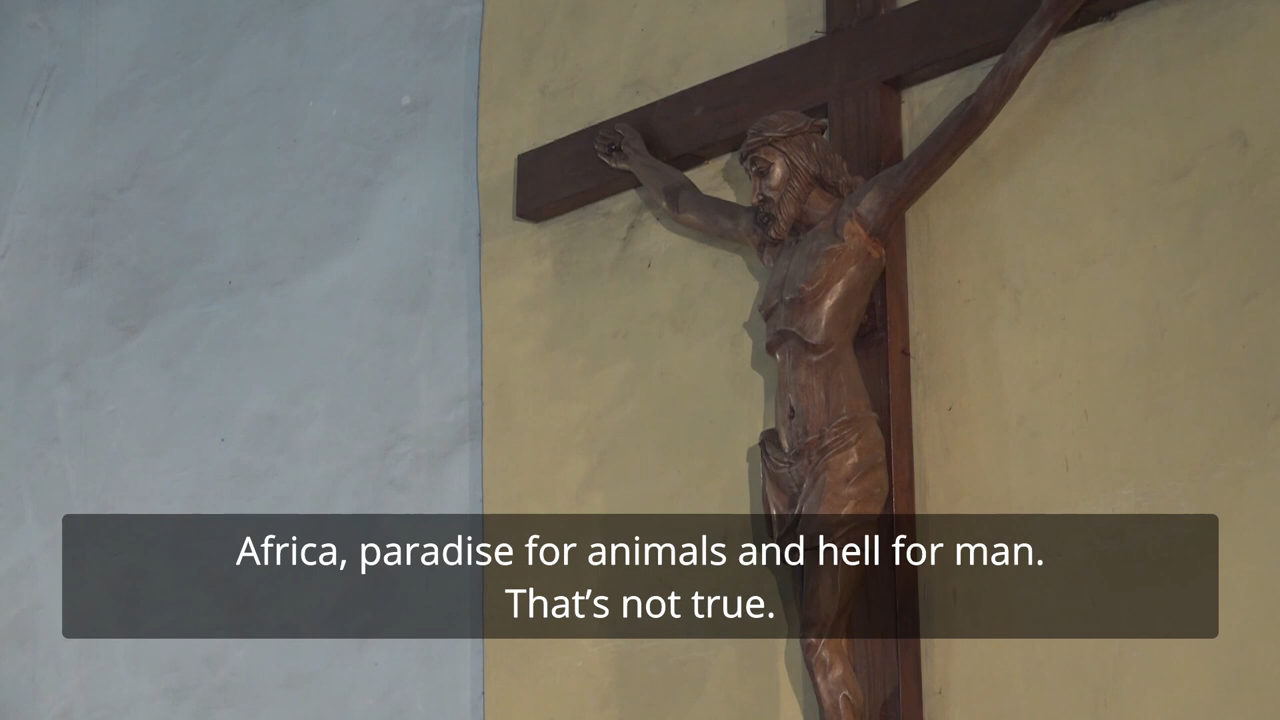 Africa, paradise for animals and hell for man.
That’s not true.